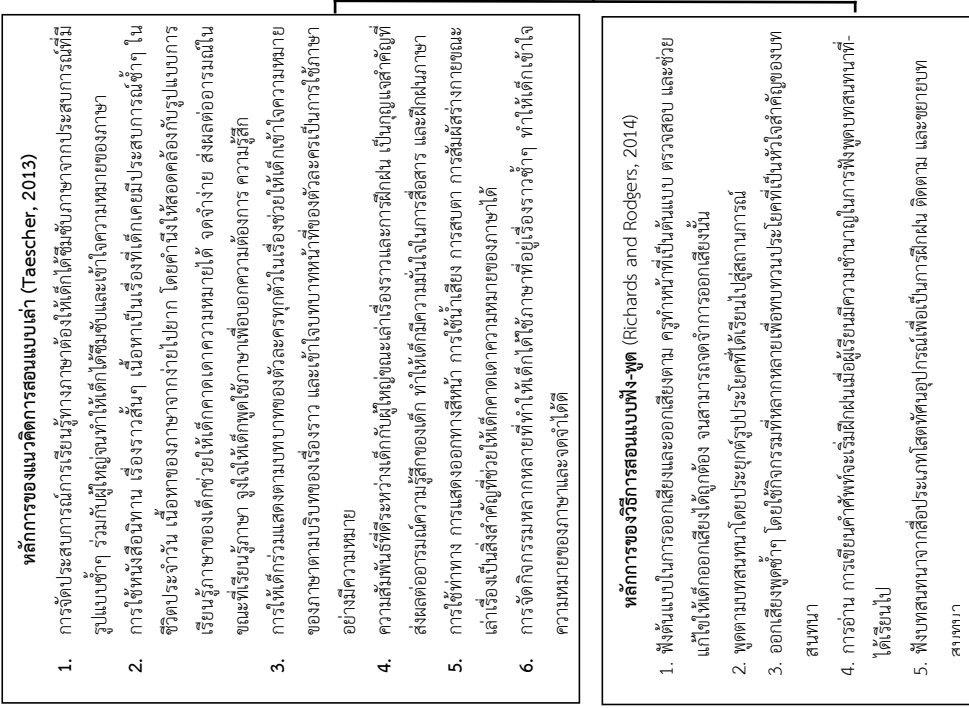 หลักการของแนวคิดการสอนแบบเล่า (Taescher, 2013)
1. การจัดประสบการณ์การเรียนรู้ทางภาษาต้องให้เด็กได้ซึมซับภาษาจากประสบการณ์ที่มี
รูปแบบซ้ำๆ ร่วมกับผู้ใหญ่จนทำให้เด็กได้ซึมซับและเข้าใจความหมายของภาษา
2. การใช้หนังสือนิทาน เรื่องราวสั้นๆ เนื้อหาเป็นเรื่องที่เด็กเคยมีประสบการณ์ซ้ำๆ ใน
ชีวิตประจำวัน เนื้อหาของภาษาจากง่ายไปยาก โดยคำนึงให้สอดคล้องกับรูปแบบการ
เรียนรู้ภาษาของเด็กช่วยให้เด็กคาดเดาความหมายได้ จดจำง่าย ส่งผลต่ออารมณ์ใน
ขณะที่เรียนรู้ภาษา จูงใจให้เด็กพูดใช้ภาษาเพื่อบอกความต้องการ ความรู้สึก
3. การให้เด็กร่วมแสดงตามบทบาทของตัวละครทุกตัวในเรื่องช่วยให้เด็กเข้าใจความหมาย
ของภาษาตามบริบทของเรื่องราว และเข้าใจบทบาทหน้าที่ของตัวละครเป็นการใช้ภาษา
อย่างมีความหมาย
4. ความสัมพันธ์ที่ดีระหว่างเด็กกับผู้ใหญ่ขณะเล่าเรื่องราวและการฝึกฝน เป็นกุญแจสำคัญที่
ส่งผลต่ออารมณ์ความรู้สึกของเด็ก ทำให้เด็กมีความมั่นใจในการสื่อสาร และฝึกฝนภาษา
5. การใช้ท่าทาง การแสดงออกทางสีหน้า การใช้น้ำเสียง การสบตา การสัมผัสร่างกายขณะ
เล่าเรื่องเป็นสิ่งสำคัญที่ช่วยให้เด็กคาดเดาความหมายของภาษาได้
6. การจัดกิจกรรมหลากหลายที่ทำให้เด็กได้ใช้ภาษาที่อยู่เรื่องราวซ้ำๆ ทำให้เด็กเข้าใจ
ความหมายของภาษาและจดจำได้ดี
หลักการของวิธีการสอนแบบฟัง-พูด (Richards and Rodgers, 2014)
1. ฟังต้นแบบในการออกเสียงและออกเสียงตาม ครูทำหน้าที่เป็นต้นแบบ ตรวจสอบ และช่วย
แก้ไขให้เด็กออกเสียงได้ถูกต้อง จนสามารถจดจำการออกเสียงนั้น
2. พูดตามบทสนทนาโดยประยุกต์รูปประโยคที่ได้เรียนไปสู่สถานการณ์
3. ออกเสียงพูดซ้ำๆ โดยใช้กิจกรรมที่หลากหลายเพื่อทบทวนประโยคที่เป็นหัวใจสำคัญของบท
สนทนา
4. การอ่าน การเขียนคำศัพท์จะเริ่มฝึกฝนเมื่อผู้เรียนมีความชำนาญในการฟังพูดบทสนทนาที่-
ได้เรียนไป
5. ฟังบทสนทนาจากสื่อประเภทโสตทัศนอุปกรณ์เพื่อเป็นการฝึกฝน ติดตาม และขยายบท
สนทนา